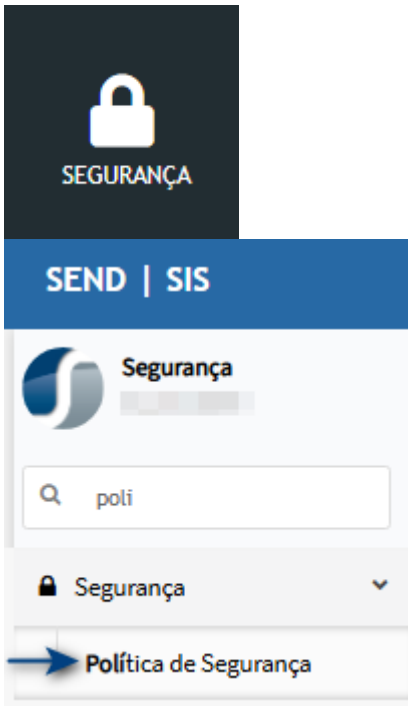 SEGURANÇA
SEND | SIS
Segurança
poli
Segurança
Política de Segurança